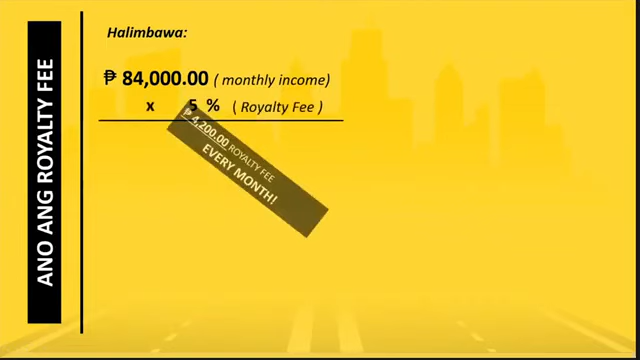 ANO ANG ROYALTY FEE
Halimbawa:
₱ 84,000.00 ( monthly income)
x 5 % ( Royalty Fee )
₱ 4,200.00 ROYALTY FEE
EVERY MONTH!